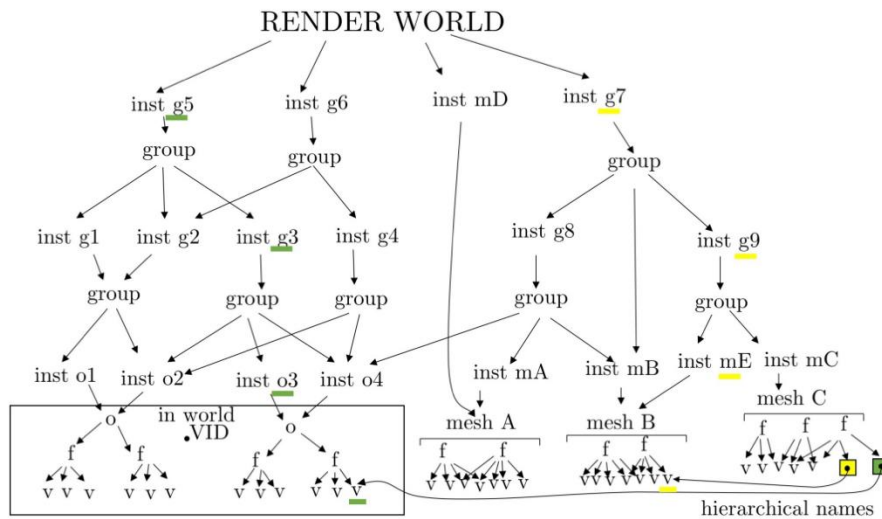 RENDER WORLD
inst g5 inst g6 inst mD inst g7
group group group
inst g1 inst g2 inst g3 inst g4 inst g8 inst g9
group group group group group
inst o1 inst o2 inst o3 inst o4 inst mA inst mB inst mE inst mC
in world
VID
o o mesh A mesh B mesh C
f f f f f f f f f f f
v v v v v v v v v v v v v v v v v v v v v v v v v v v v v v v v v v
hierarchical names